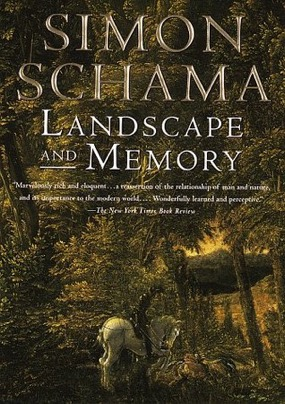 SIMON
SCHAMA
LANDSCAPE
AND MEMORY
"Marvelously rich and eloquent...a reassertion of the relationship of man and nature,
and its importance to the modern world.... Wonderfully learned and perceptive."
—The New York Times Book Review